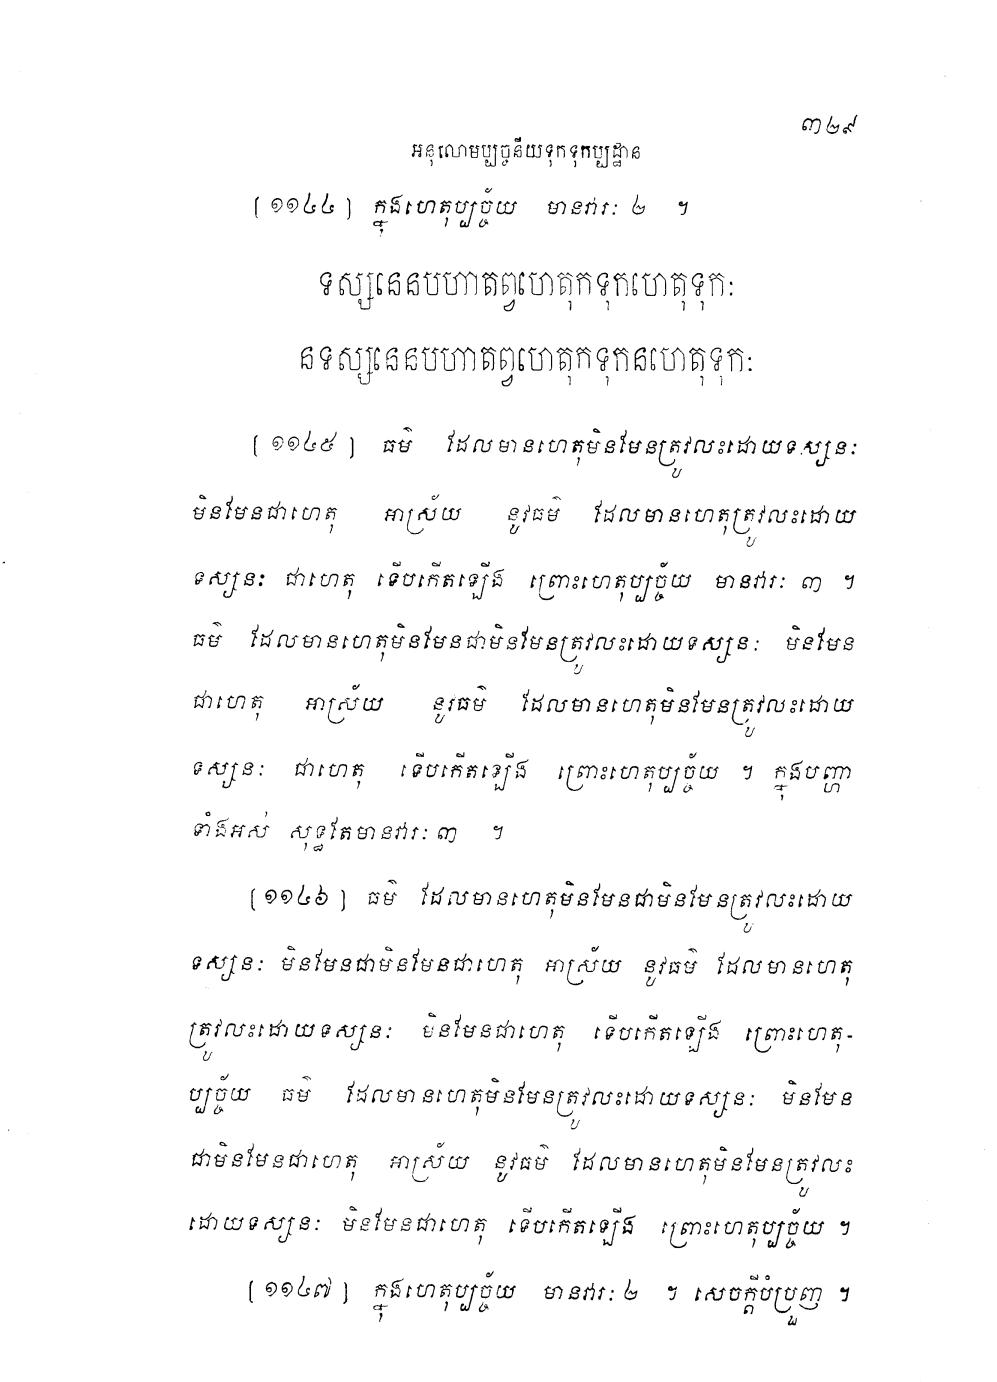 ៣២៩
អនុលោមប្បច្ចនីយទុកទុកប្បដ្ឋាន
[១១៤៤] ក្នុងហេតុប្បច្ច័យ មានវារៈ ២ ។
ទស្សនេនបហាតព្វហេតុកទុកហេតុទុកៈ
នទស្សនេនបហាតព្វហេតុកទុកនហេតុទុកៈ
[១១៤៥] ធម៌ ដែលមានហេតុមិនមែនត្រូវលះដោយទស្សនៈ
មិនមែនជាហេតុ អាស្រ័យ នូវធម៌ ដែលមានហេតុត្រូវលះដោយ
ទស្សនៈ ជាហេតុ ទើបកើតឡើង ព្រោះហេតុប្បច្ច័យ មានវារៈ ៣ ។
ធម៌ ដែលមានហេតុមិនមែនជាមិនមែនត្រូវលះដោយទស្សនៈ មិនមែន
ជាហេតុ អាស្រ័យ នូវធម៌ ដែលមានហេតុមិនមែនត្រូវលះដោយ
ទស្សនៈ ជាហេតុ ទើបកើតឡើង ព្រោះហេតុប្បច្ច័យ ។ ក្នុងបញ្ហា
ទាំងអស់ សុទ្ធតែមានវារៈ ៣ ។
[១១៤៦] ធម៌ ដែលមានហេតុមិនមែនជាមិនមែនត្រូវលះដោយ
ទស្សនៈ មិនមែនជាមិនមែនជាហេតុ អាស្រ័យ នូវធម៌ ដែលមានហេតុ
ត្រូវលះដោយទស្សនៈ មិនមែនជាហេតុ ទើបកើតឡើង ព្រោះហេតុ-
ប្បច្ច័យ ធម៌ ដែលមានហេតុមិនមែនត្រូវលះដោយទស្សនៈ មិនមែន
ជាមិនមែនជាហេតុ អាស្រ័យ នូវធម៌ ដែលមានហេតុមិនមែនត្រូវលះ
ដោយទស្សនៈ មិនមែនជាហេតុ ទើបកើតឡើង ព្រោះហេតុប្បច្ច័យ ។
[១១៤៧] ក្នុងហេតុប្បច្ច័យ មានវារៈ ២ ។ សេចក្តីបំប្រួញ ។